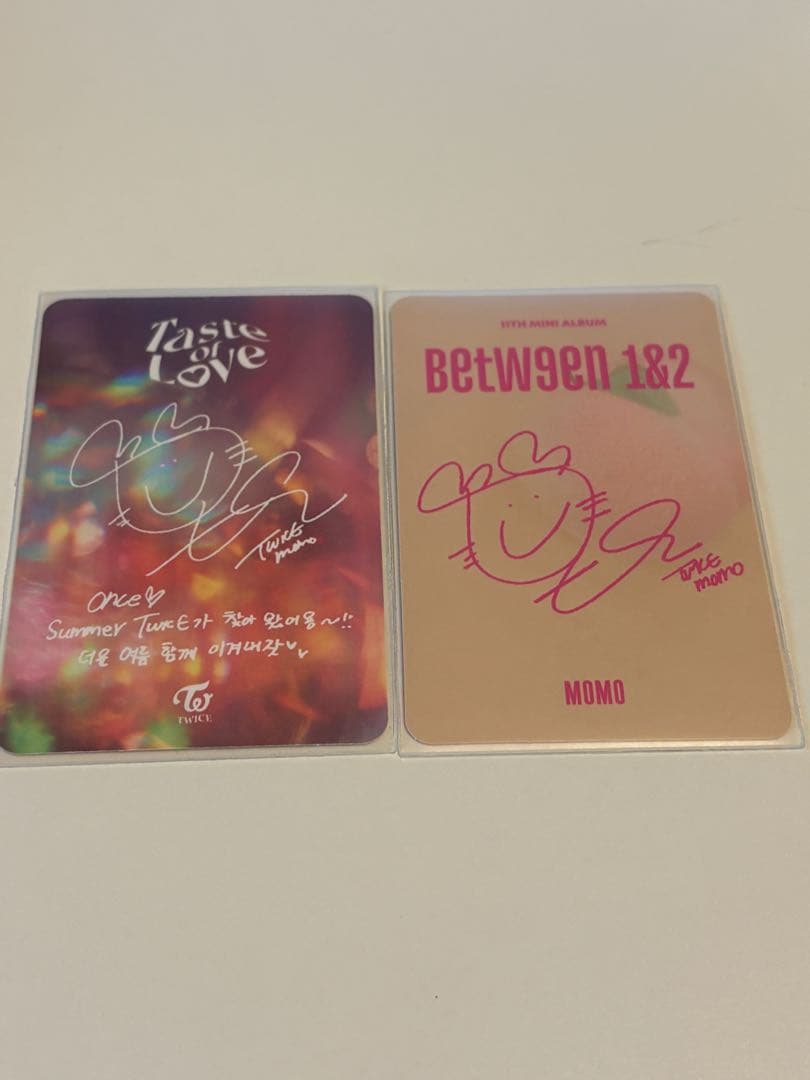 Taste
of
Love
TWICE
momo
once♡
Summer TWICE가 찾아 왔어용~!!
더운 여름 함께 이겨내잣♡♡
TWICE
11TH MINI ALBUM
Betw9en 1&2
TWICE
momo
MOMO